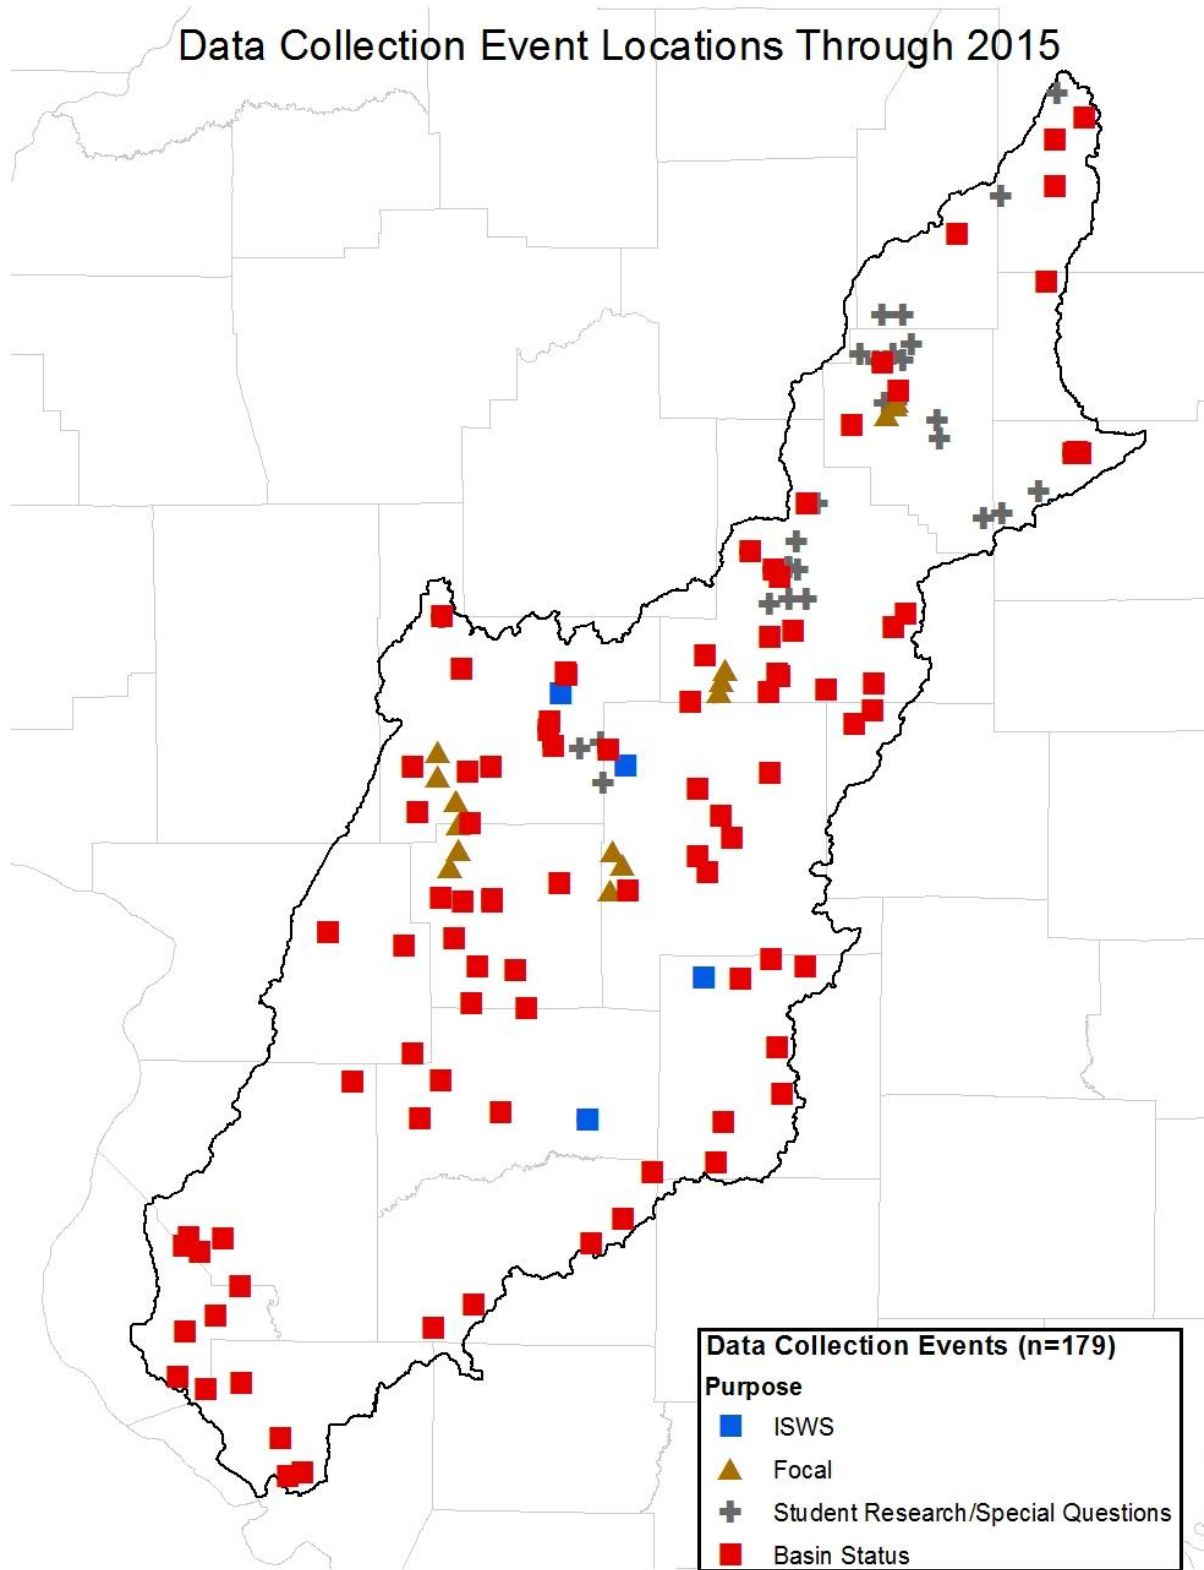 Data Collection Event Locations Through 2015
Data Collection Events (n=179)
Purpose
ISWS
Focal
Student Research/Special Questions
Basin Status